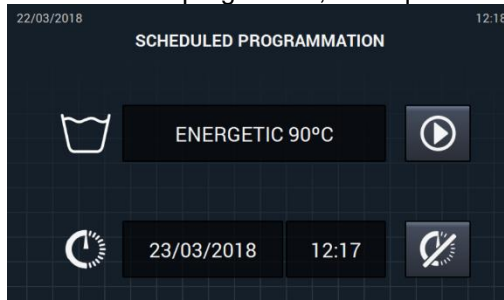 22/03/2018 12:18
SCHEDULED PROGRAMMATION
ENERGETIC 90ºC
23/03/2018 12:17